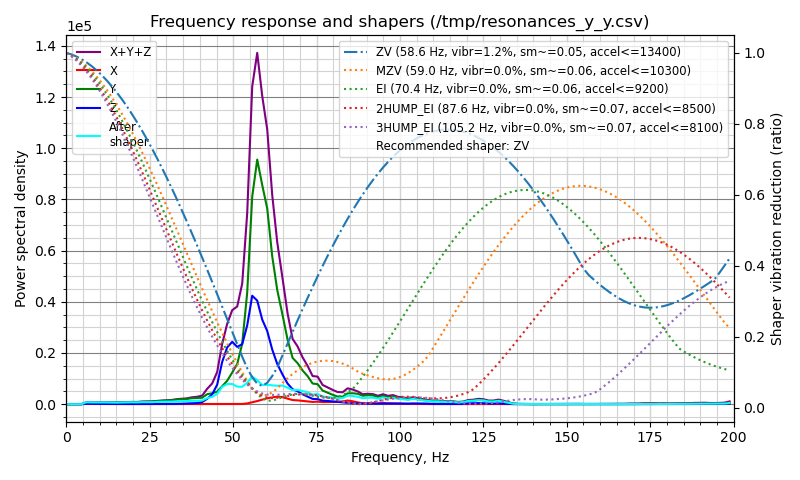 Frequency response and shapers (/tmp/resonances_y_y.csv)
1e5
X+Y+Z
X
Y
Z
After
shaper
ZV (58.6 Hz, vibr=1.2%, sm~=0.05, accel<=13400)
MZV (59.0 Hz, vibr=0.0%, sm~=0.06, accel<=10300)
EI (70.4 Hz, vibr=0.0%, sm~=0.06, accel<=9200)
2HUMP_EI (87.6 Hz, vibr=0.0%, sm~=0.07, accel<=8500)
3HUMP_EI (105.2 Hz, vibr=0.0%, sm~=0.07, accel<=8100)
Recommended shaper: ZV
Power spectral density
1.4
1.2
1.0
0.8
0.6
0.4
0.2
0.0
1.0
0.8
0.6
0.4
0.2
0.0
Shaper vibration reduction (ratio)
0 25 50 75 100 125 150 175 200
Frequency, Hz